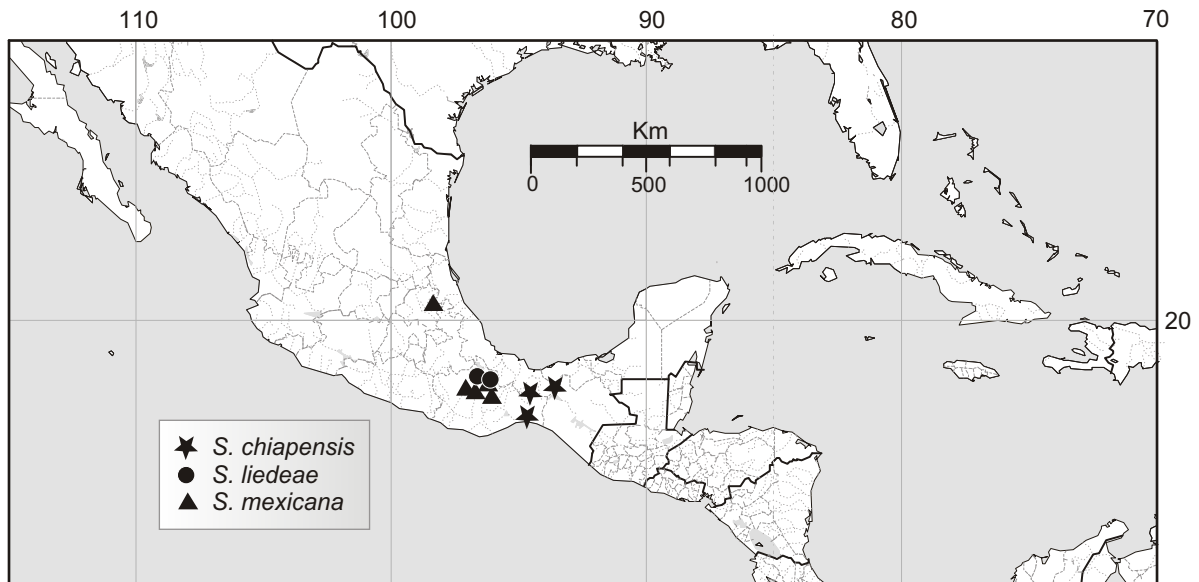 110 100 90 80 70
Km
0 500 1000
20
S. chiapensis
S. liedeae
S. mexicana